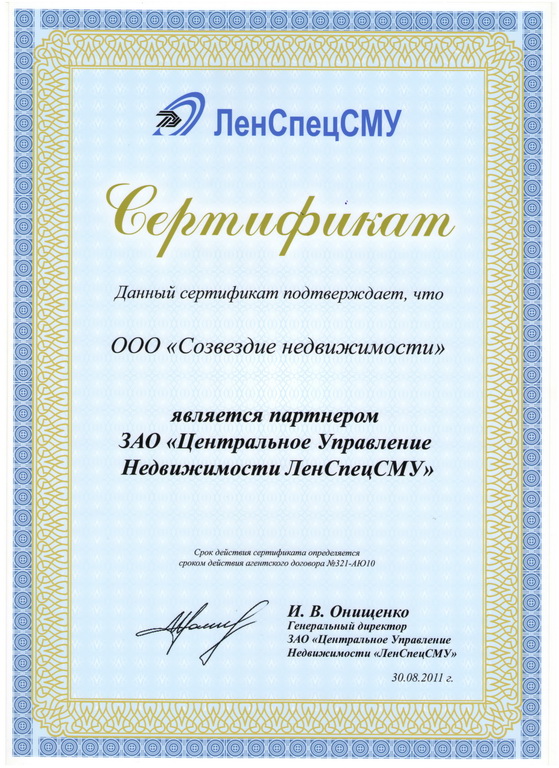 ЛенСпецСМУ
Сертификат
Данный сертификат подтверждает, что
ООО «Созвездие недвижимости»
является партнером
ЗАО «Центральное Управление
Недвижимости ЛенСпецСМУ»
Срок действия сертификата определяется
сроком действия агентского договора №321-АЮ10
И. В. Онищенко
Генеральный директор
ЗАО «Центральное Управление
Недвижимости «ЛенСпецСМУ»
30.08.2011 г.